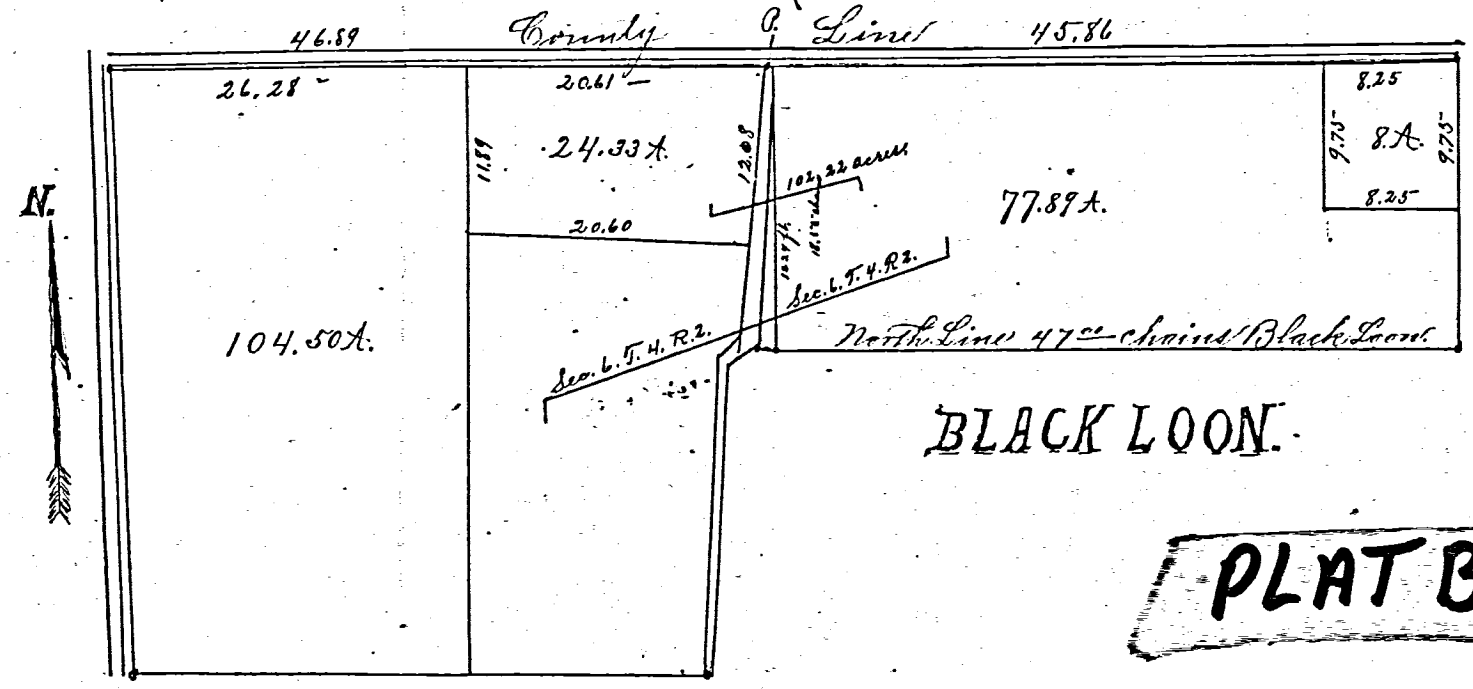 46.89 County P. Line 45.86
26.28 20.61 8.25
11.89 24.33 A. 12.08 9.75 8 A. 9.75
102.22 acres
N. 77.89 A. 8.25
20.60
Sec. 6. T. 4. R. 2.
104.50 A. North Line 47 chains Black Loon.
Sec. 6. T. 4. R. 2.
BLACK LOON.
PLAT B